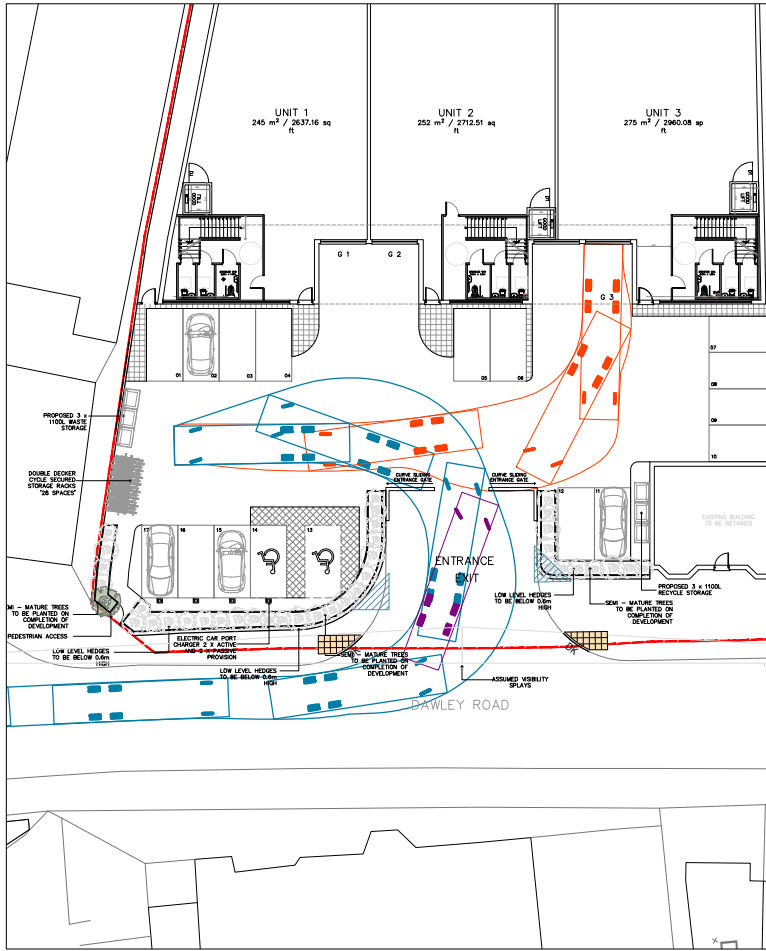 UNIT 1
245 m² / 2637.16 sq
ft
UNIT 2
252 m² / 2712.51 sq
ft
UNIT 3
275 m² / 2960.08 sp
ft
G 1
G 2
G 3
01
02
03
04
05
06
07
08
09
10
PROPOSED 3 x
1100L WASTE
STORAGE
DOUBLE DECKER
CYCLE SECURED
STORAGE RACKS
"28 SPACES"
CURVE SLIDING
ENTRANCE GATE
CURVE SLIDING
ENTRANCE GATE
17
16
15
14
13
12
11
EXISTING BUILDING
TO BE RETAINED
ENTRANCE
EXIT
LOW LEVEL HEDGES
TO BE BELOW 0.6m
HIGH
PROPOSED 3 x 1100L
RECYCLE STORAGE
SEMI - MATURE TREES
TO BE PLANTED ON
COMPLETION OF
DEVELOPMENT
MI - MATURE TREES
TO BE PLANTED ON
COMPLETION OF
DEVELOPMENT
PEDESTRIAN ACCESS
LOW LEVEL HEDGES
TO BE BELOW 0.6m
HIGH
ELECTRIC CAR PORT
CHARGER 2 X ACTIVE
PASSIVE
PROVISION
LOW LEVEL HEDGES
TO BE BELOW 0.6m
HIGH
SEMI - MATURE TREES
TO BE PLANTED ON
COMPLETION OF
DEVELOPMENT
ASSUMED VISIBILITY
SPLAYS
DAWLEY ROAD